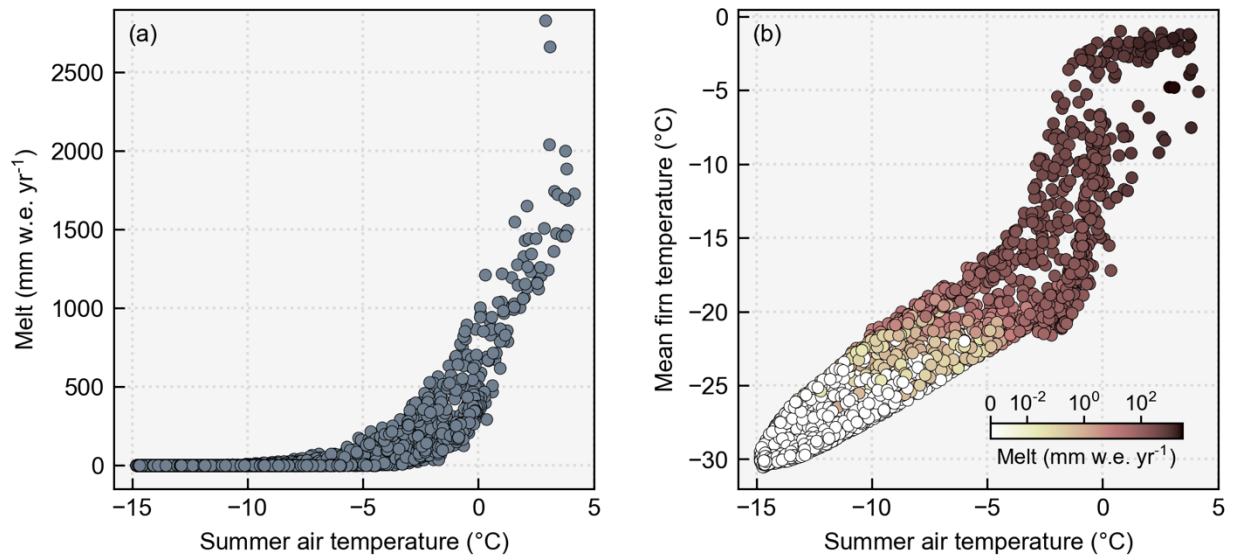 (a)
2500
2000
1500
1000
500
0
Melt (mm w.e. yr⁻¹)
−15
−10
−5
0
5
Summer air temperature (°C)
(b)
0
−5
−10
−15
−20
−25
−30
Mean firn temperature (°C)
0 10⁻² 10⁰ 10²
Melt (mm w.e. yr⁻¹)
−15
−10
−5
0
5
Summer air temperature (°C)